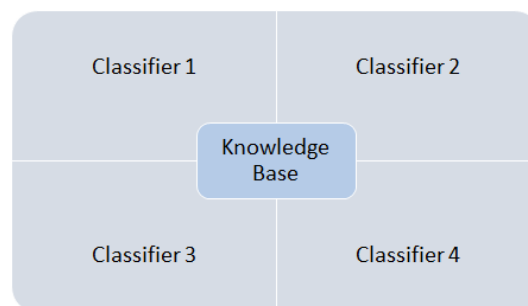 Classifier 1
Classifier 2
Knowledge
Base
Classifier 3
Classifier 4